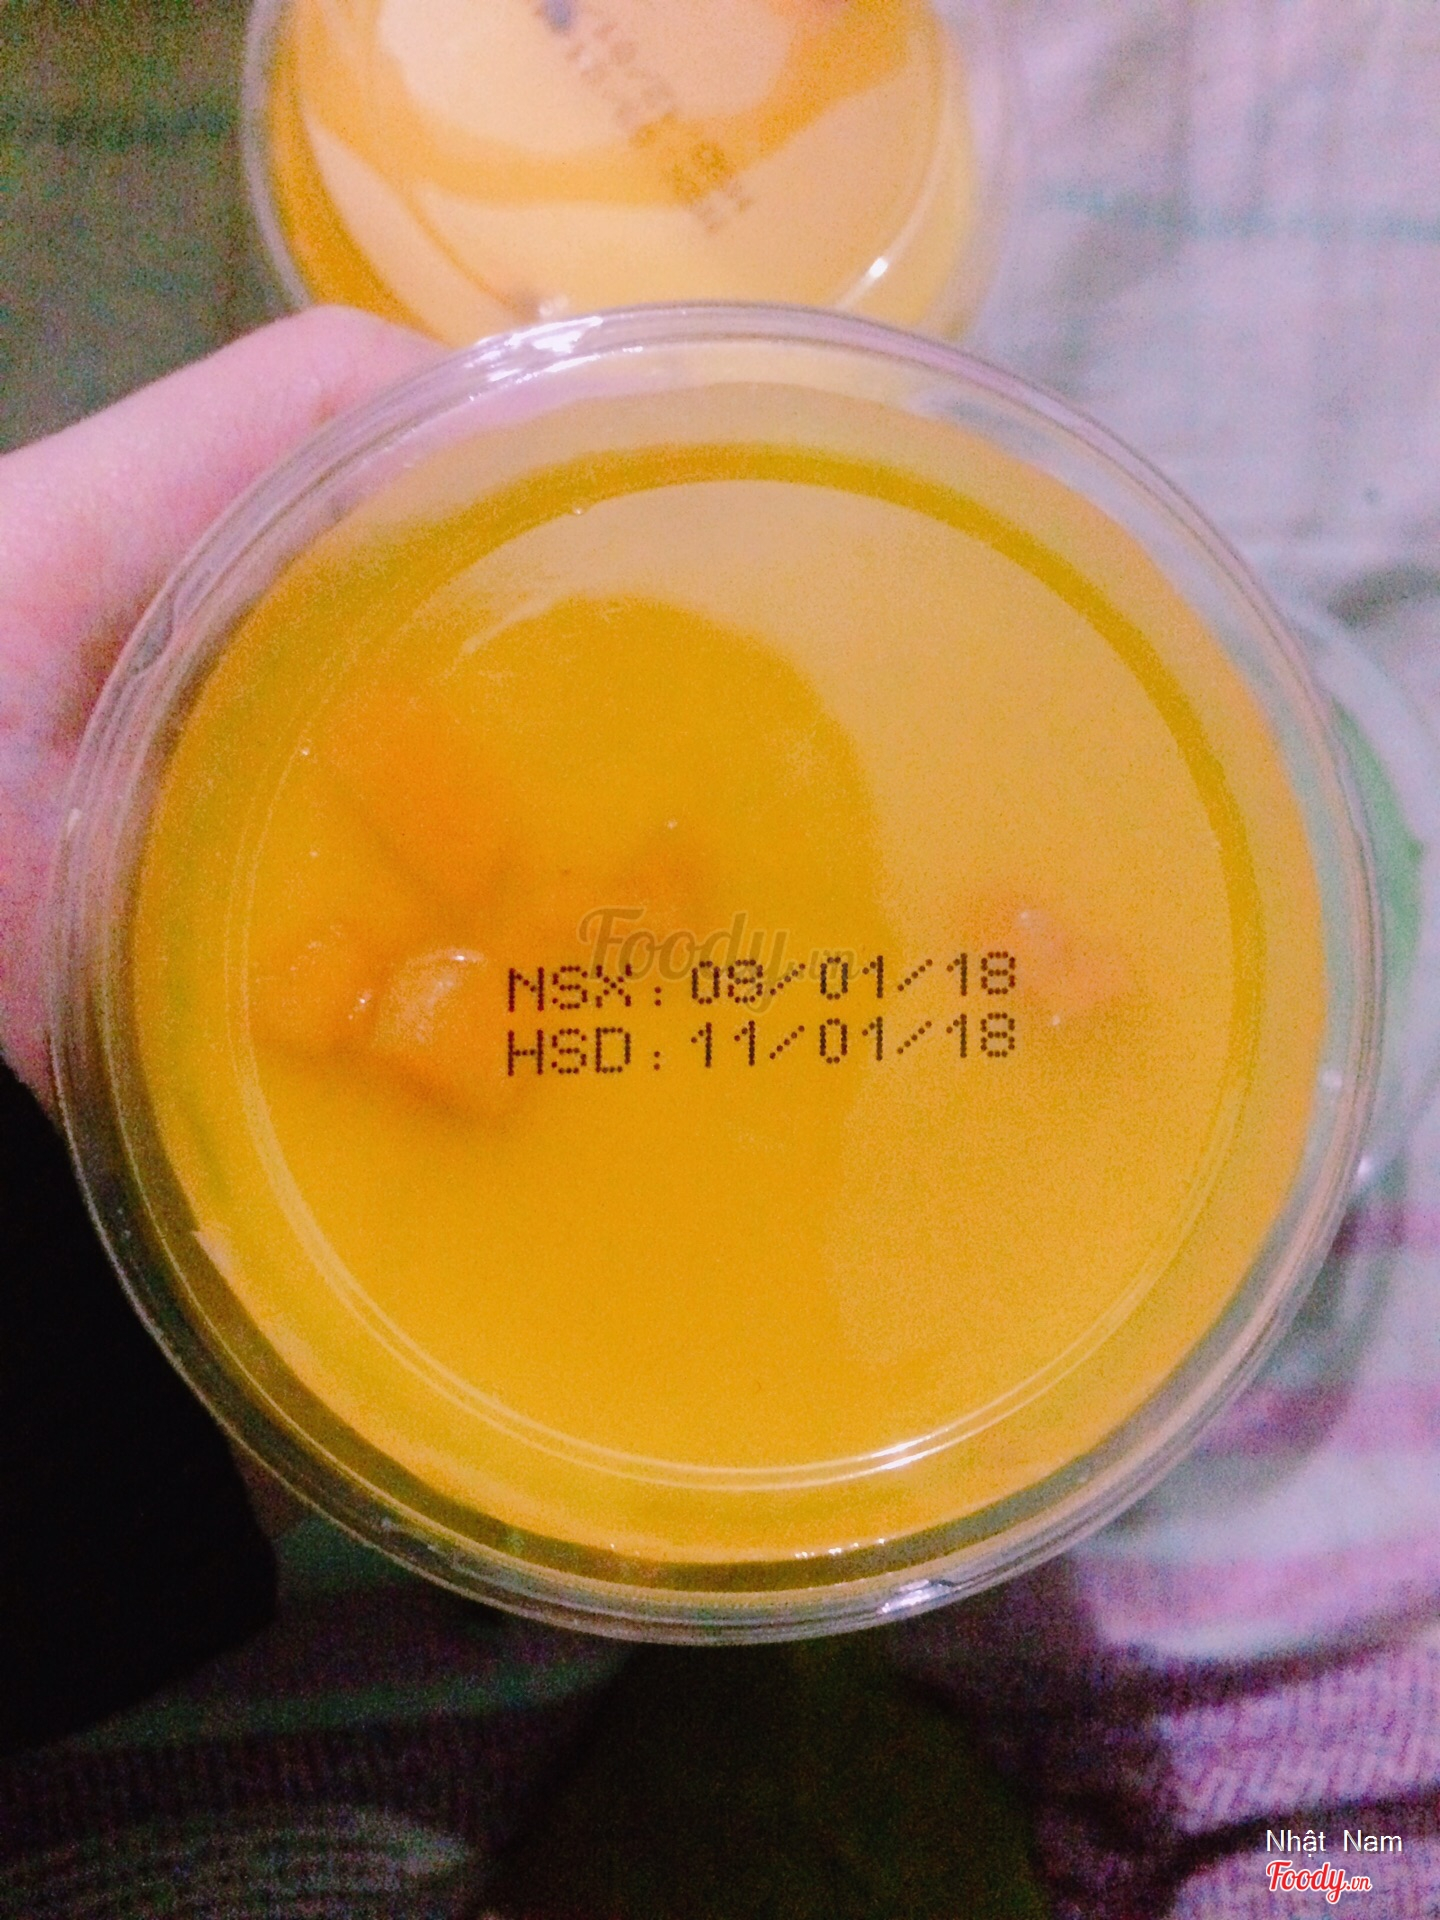 Foody.vn
NSX:08/01/18
HSD:11/01/18
Nhật Nam
Foody.vn